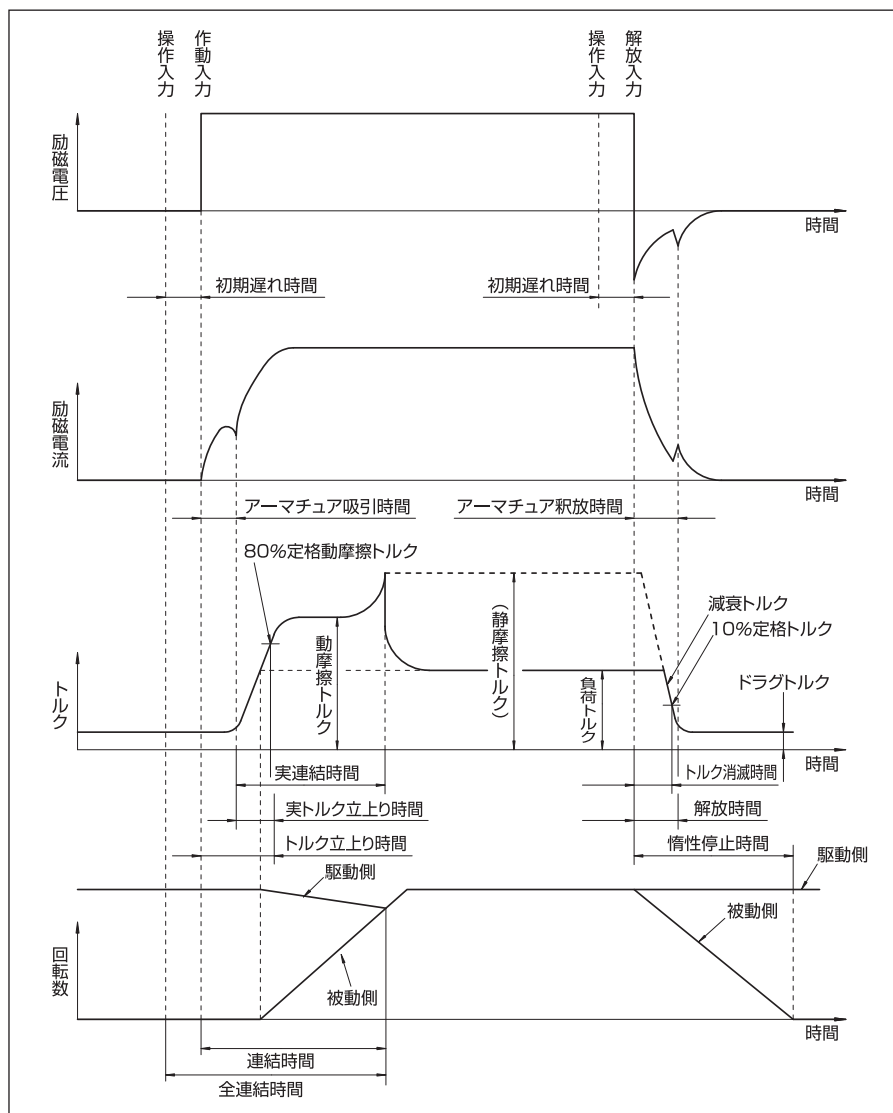 操作入力
作動入力
操作入力
解放入力
励磁電圧
時間
初期遅れ時間
初期遅れ時間
励磁電流
時間
アーマチュア吸引時間
アーマチュア釈放時間
80%定格動摩擦トルク
減衰トルク
10%定格トルク
ドラグトルク
トルク
動摩擦トルク
(静摩擦トルク)
負荷トルク
時間
実連結時間
トルク消滅時間
実トルク立上り時間
解放時間
トルク立上り時間
惰性停止時間
駆動側
駆動側
回転数
被動側
被動側
時間
連結時間
全連結時間